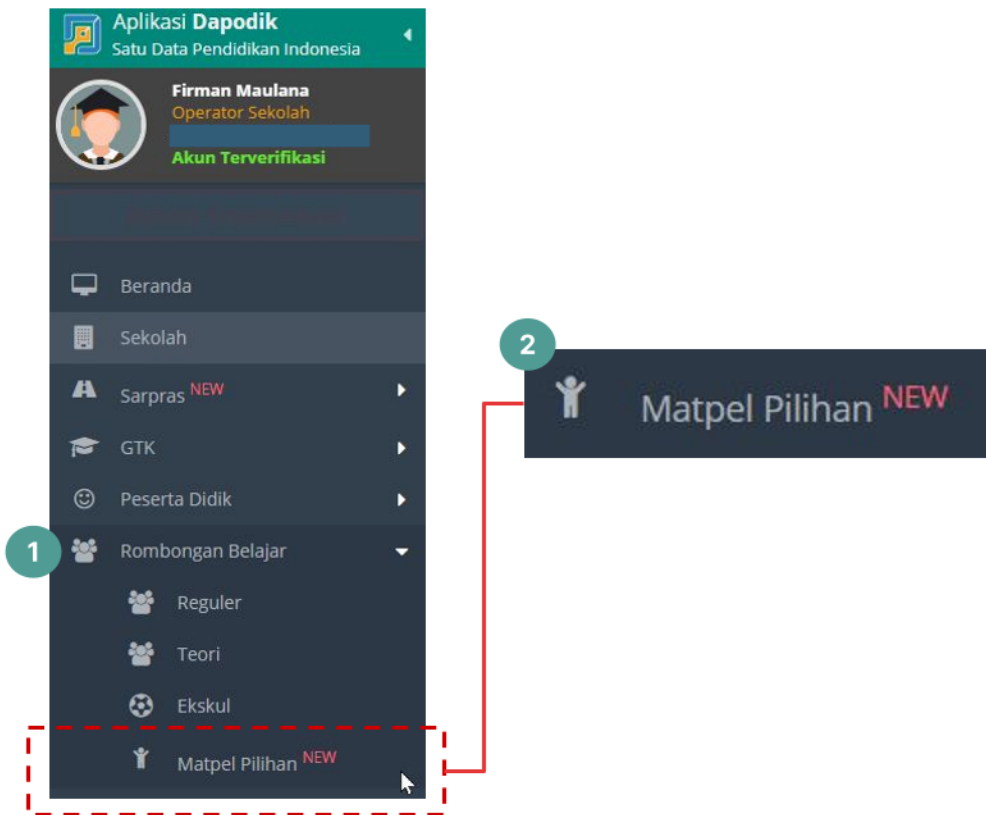 Aplikasi Dapodik
Satu Data Pendidikan Indonesia
Firman Maulana
Operator Sekolah
Akun Terverifikasi
Beranda
Sekolah
Sarpras NEW
GTK
Peserta Didik
1
Rombongan Belajar
Reguler
Teori
Ekskul
Matpel Pilihan NEW
2
Matpel Pilihan NEW